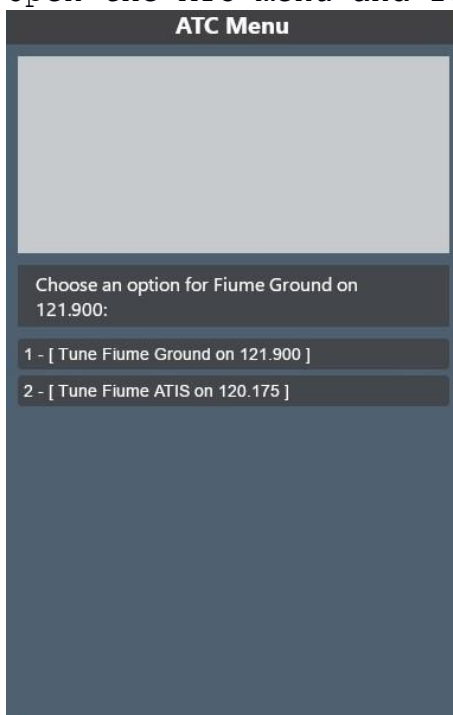 ATC Menu
Choose an option for Fiume Ground on
121.900:
1 - [ Tune Fiume Ground on 121.900 ]
2 - [ Tune Fiume ATIS on 120.175 ]